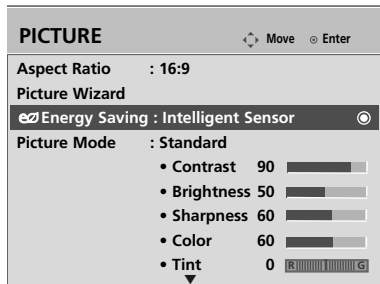 PICTURE Move Enter
Aspect Ratio : 16:9
Picture Wizard
Energy Saving : Intelligent Sensor
Picture Mode : Standard
• Contrast 90
• Brightness 50
• Sharpness 60
• Color 60
• Tint 0 R G